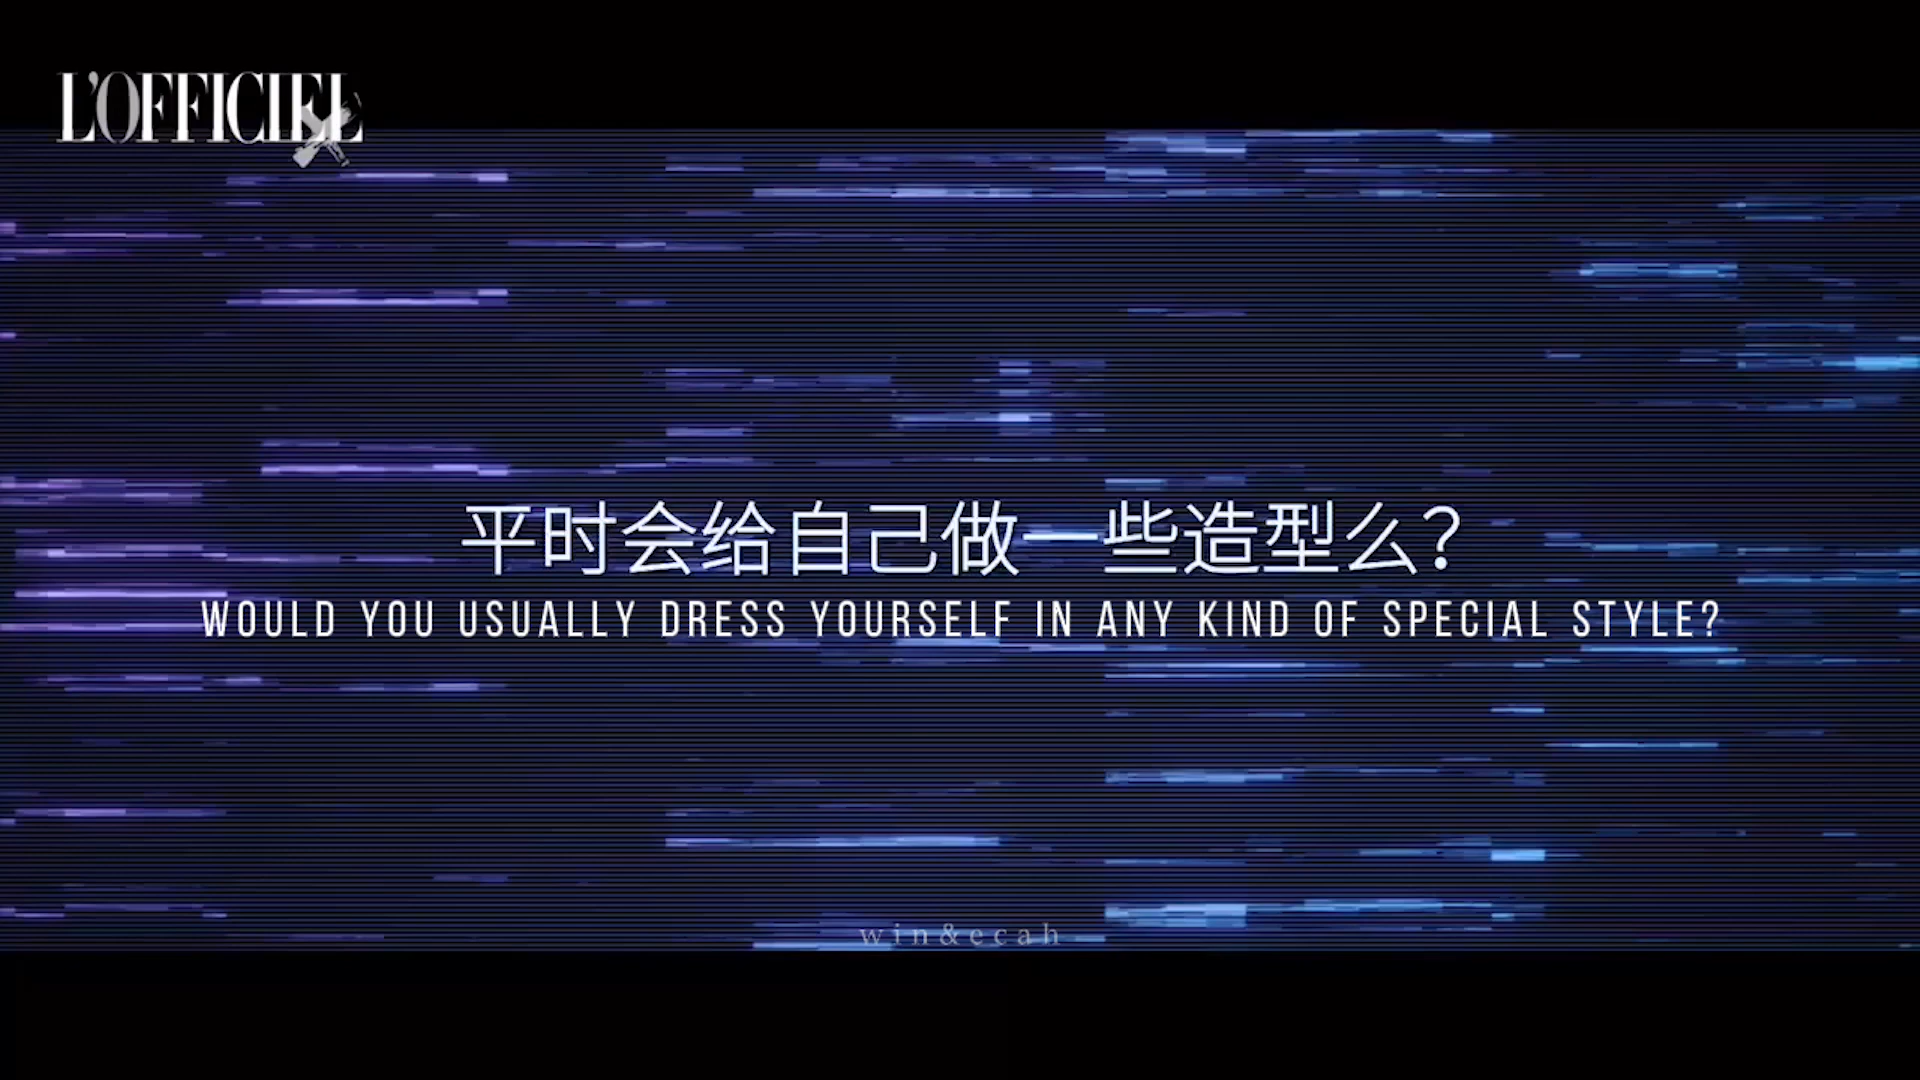 L'OFFICIEL
平时会给自己做一些造型么？
WOULD YOU USUALLY DRESS YOURSELF IN ANY KIND OF SPECIAL STYLE?
win&ecah